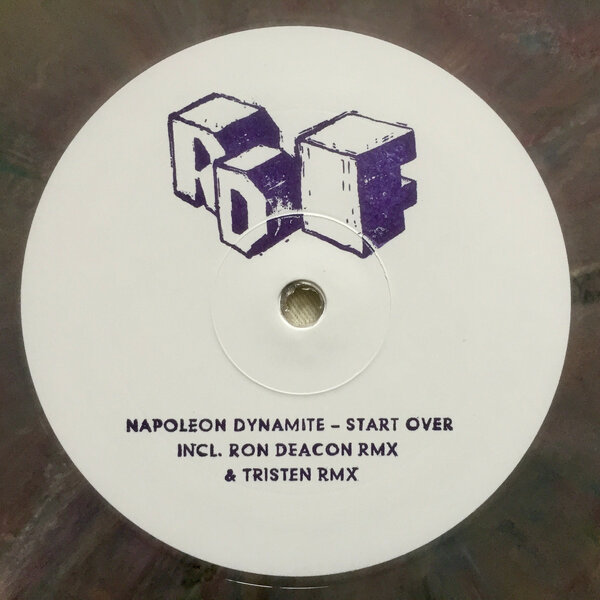 RDF
NAPOLEON DYNAMITE – START OVER
INCL. RON DEACON RMX
& TRISTEN RMX